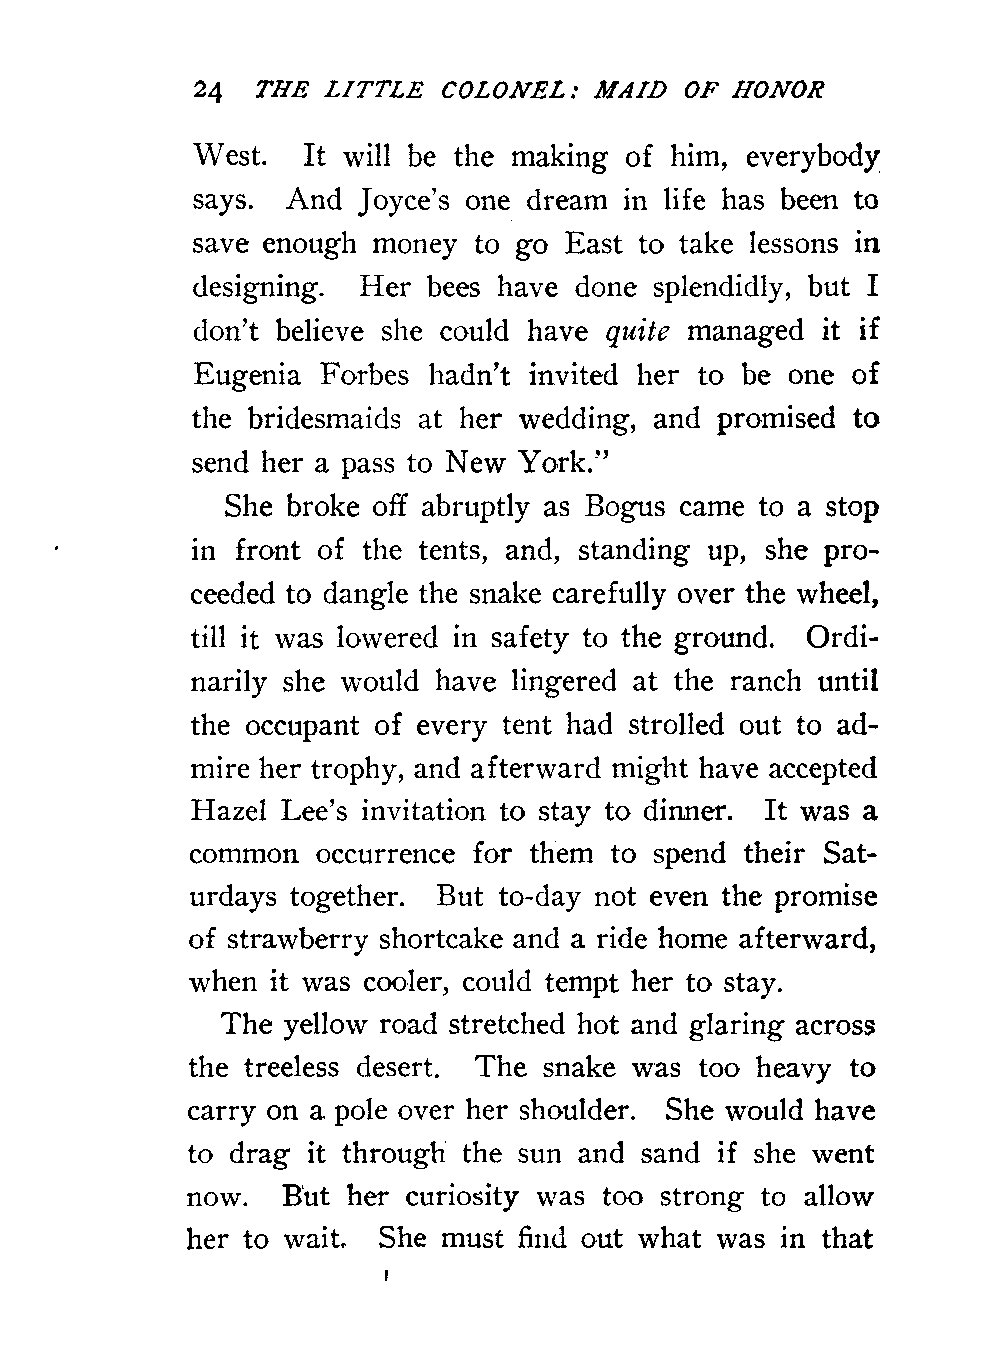 24 THE LITTLE COLONEL: MAID OF HONOR
West. It will be the making of him, everybody
says. And Joyce's one dream in life has been to
save enough money to go East to take lessons in
designing. Her bees have done splendidly, but I
don't believe she could have quite managed it if
Eugenia Forbes hadn't invited her to be one of
the bridesmaids at her wedding, and promised to
send her a pass to New York."
She broke off abruptly as Bogus came to a stop
in front of the tents, and, standing up, she pro-
ceeded to dangle the snake carefully over the wheel,
till it was lowered in safety to the ground. Ordi-
narily she would have lingered at the ranch until
the occupant of every tent had strolled out to ad-
mire her trophy, and afterward might have accepted
Hazel Lee's invitation to stay to dinner. It was a
common occurrence for them to spend their Sat-
urdays together. But to-day not even the promise
of strawberry shortcake and a ride home afterward,
when it was cooler, could tempt her to stay.
The yellow road stretched hot and glaring across
the treeless desert. The snake was too heavy to
carry on a pole over her shoulder. She would have
to drag it through the sun and sand if she went
now. But her curiosity was too strong to allow
her to wait. She must find out what was in that